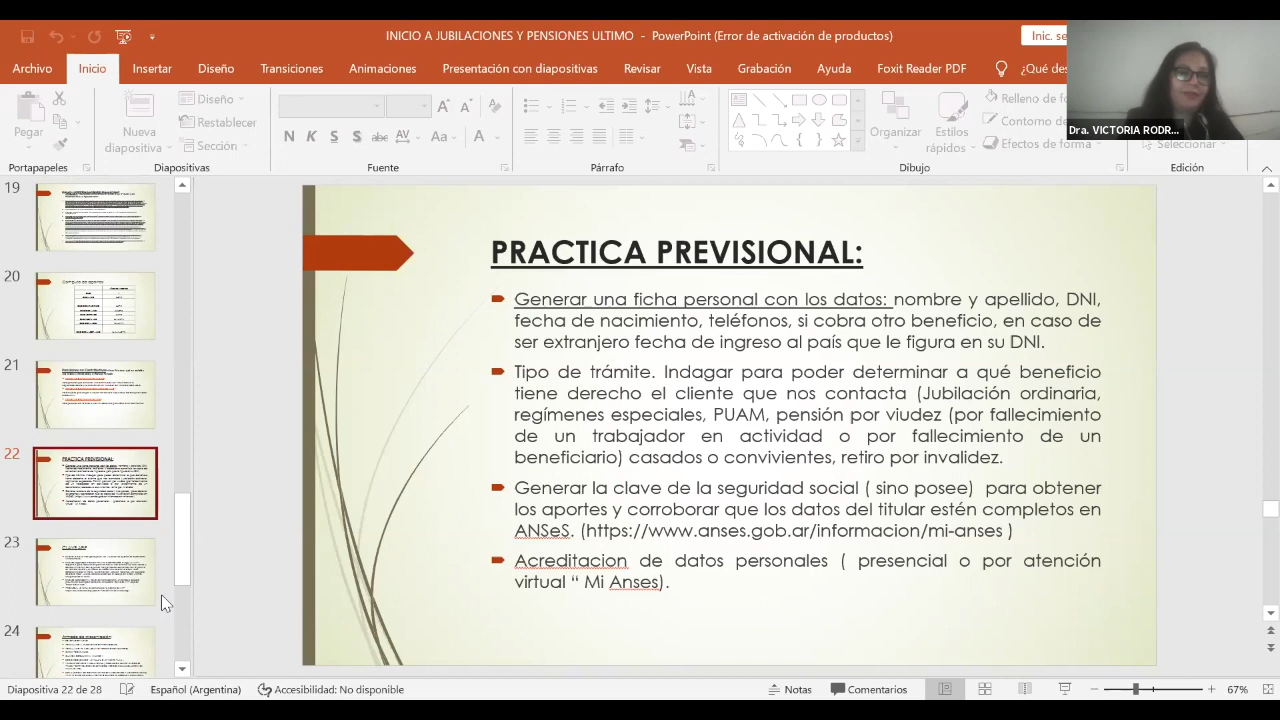 INICIO A JUBILACIONES Y PENSIONES ULTIMO - PowerPoint (Error de activación de productos)
Inic. se
Archivo Inicio Insertar Diseño Transiciones Animaciones Presentación con diapositivas Revisar Vista Grabación Ayuda Foxit Reader PDF ¿Qué des
Pegar
Nueva diapositiva
Diseño
Restablecer
Sección
N K S S abc AV Aa A
Organizar
Estilos rápidos
Relleno de fo
Contorno de
Efectos de forma
Seleccionar
Dra. VICTORIA RODR...
Portapapeles Diapositivas Fuente Párrafo Dibujo Edición
19
20
21
22
PRACTICA PREVISIONAL:
23
CLAVE AFIP
24
PRACTICA PREVISIONAL:
Generar una ficha personal con los datos: nombre y apellido, DNI,
fecha de nacimiento, teléfonos, si cobra otro beneficio, en caso de
ser extranjero fecha de ingreso al país que le figura en su DNI.
Tipo de trámite. Indagar para poder determinar a qué beneficio
tiene derecho el cliente que nos contacta (Jubilación ordinaria,
regímenes especiales, PUAM, pensión por viudez (por fallecimiento
de un trabajador en actividad o por fallecimiento de un
beneficiario) casados o convivientes, retiro por invalidez.
Generar la clave de la seguridad social ( sino posee) para obtener
los aportes y corroborar que los datos del titular estén completos en
ANSeS. (https://www.anses.gob.ar/informacion/mi-anses )
Acreditacion de datos personales ( presencial o por atención
virtual “ Mi Anses).
Diapositiva 22 de 28 Español (Argentina) Accesibilidad: No disponible Notas Comentarios 67%